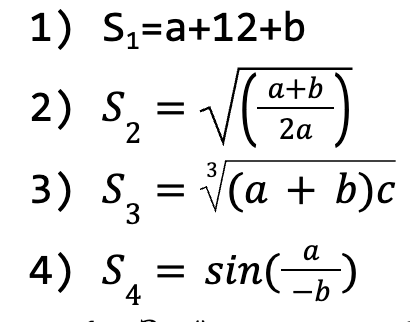 1) S₁=a+12+b
2) S₂ = √((a+b)/(2a))
3) S₃ = ∛((a + b)c)
4) S₄ = sin(a/(−b))